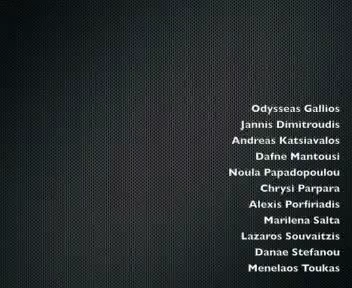 Odysseas Gallios
Jannis Dimitroudis
Andreas Katsiavalos
Dafne Mantousi
Noula Papadopoulou
Chrysi Parpara
Alexis Porfiriadis
Marilena Salta
Lazaros Souvaitzis
Danae Stefanou
Menelaos Toukas